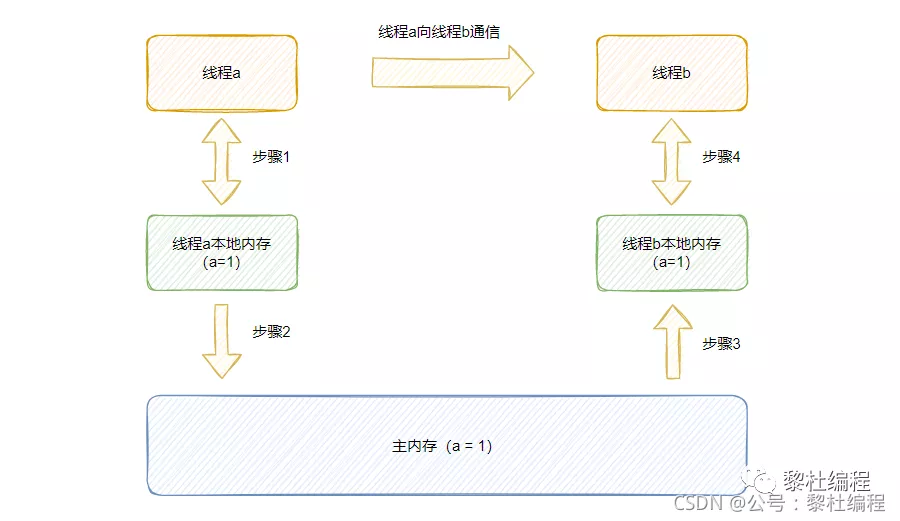 线程a向线程b通信
线程a
线程b
步骤1
步骤4
线程a本地内存
（a=1）
线程b本地内存
（a=1）
步骤2
步骤3
主内存（a = 1）
黎杜编程
CSDN @公号：黎杜编程